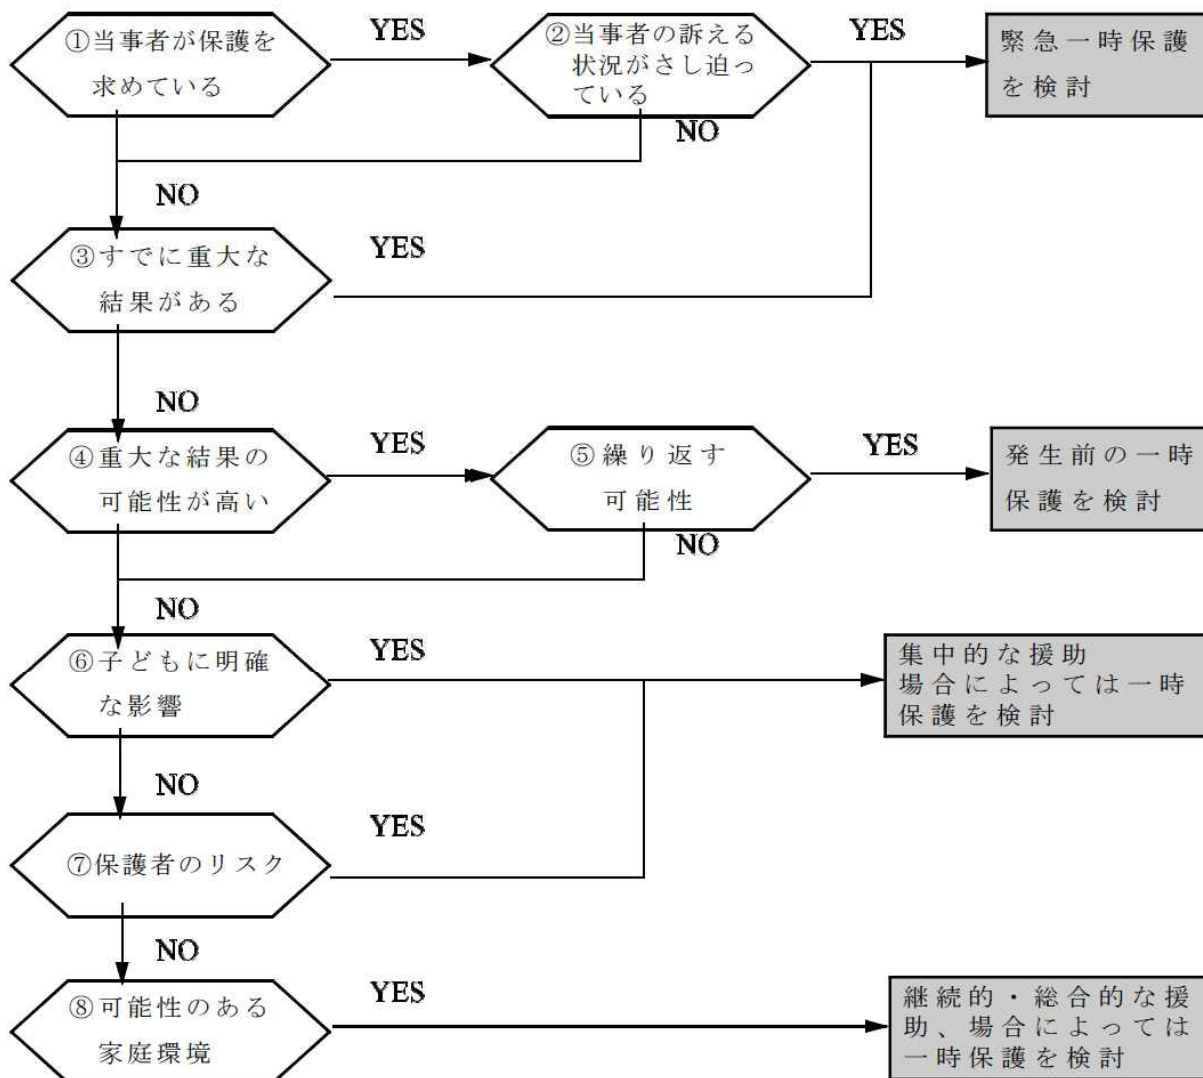 ①当事者が保護を
求めている
YES
②当事者の訴える
状況がさし迫っ
ている
YES
緊急一時保護
を検討
NO
NO
③すでに重大な
結果がある
YES
NO
④重大な結果の
可能性が高い
YES
⑤繰り返す
可能性
YES
発生前の一時
保護を検討
NO
NO
⑥子どもに明確
な影響
YES
集中的な援助
場合によっては一時
保護を検討
NO
⑦保護者のリスク
YES
NO
⑧可能性のある
家庭環境
YES
継続的・総合的な援
助、場合によっては
一時保護を検討